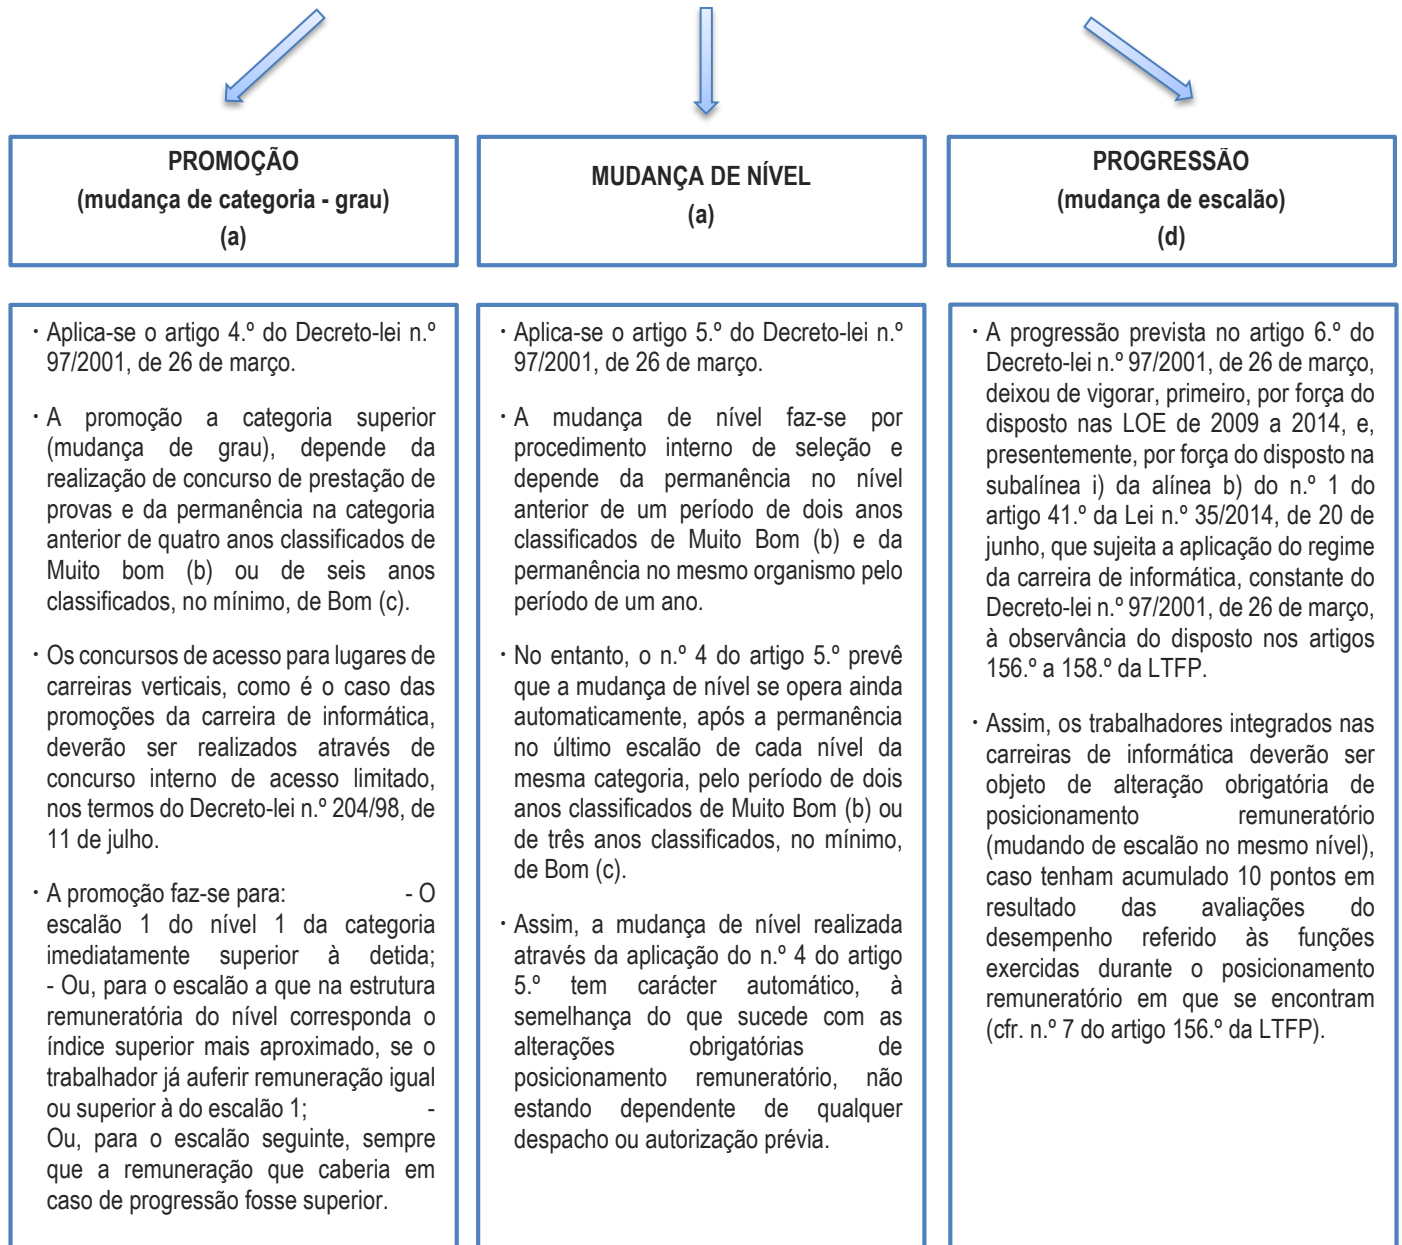 PROMOÇÃO
(mudança de categoria - grau)
(a)
MUDANÇA DE NÍVEL
(a)
PROGRESSÃO
(mudança de escalão)
(d)
· Aplica-se o artigo 4.º do Decreto-lei n.º
97/2001, de 26 de março.
· A promoção a categoria superior
(mudança de grau), depende da
realização de concurso de prestação de
provas e da permanência na categoria
anterior de quatro anos classificados de
Muito bom (b) ou de seis anos
classificados, no mínimo, de Bom (c).
· Os concursos de acesso para lugares de
carreiras verticais, como é o caso das
promoções da carreira de informática,
deverão ser realizados através de
concurso interno de acesso limitado,
nos termos do Decreto-lei n.º 204/98, de
11 de julho.
· A promoção faz-se para: - O
escalão 1 do nível 1 da categoria
imediatamente superior à detida;
- Ou, para o escalão a que na estrutura
remuneratória do nível corresponda o
índice superior mais aproximado, se o
trabalhador já auferir remuneração igual
ou superior à do escalão 1; -
Ou, para o escalão seguinte, sempre
que a remuneração que caberia em
caso de progressão fosse superior.
· Aplica-se o artigo 5.º do Decreto-lei n.º
97/2001, de 26 de março.
· A mudança de nível faz-se por
procedimento interno de seleção e
depende da permanência no nível
anterior de um período de dois anos
classificados de Muito Bom (b) e da
permanência no mesmo organismo pelo
período de um ano.
· No entanto, o n.º 4 do artigo 5.º prevê
que a mudança de nível se opera ainda
automaticamente, após a permanência
no último escalão de cada nível da
mesma categoria, pelo período de dois
anos classificados de Muito Bom (b) ou
de três anos classificados, no mínimo,
de Bom (c).
· Assim, a mudança de nível realizada
através da aplicação do n.º 4 do artigo
5.º tem carácter automático, à
semelhança do que sucede com as
alterações obrigatórias de
posicionamento remuneratório, não
estando dependente de qualquer
despacho ou autorização prévia.
· A progressão prevista no artigo 6.º do
Decreto-lei n.º 97/2001, de 26 de março,
deixou de vigorar, primeiro, por força do
disposto nas LOE de 2009 a 2014, e,
presentemente, por força do disposto na
subalínea i) da alínea b) do n.º 1 do
artigo 41.º da Lei n.º 35/2014, de 20 de
junho, que sujeita a aplicação do regime
da carreira de informática, constante do
Decreto-lei n.º 97/2001, de 26 de março,
à observância do disposto nos artigos
156.º a 158.º da LTFP.
· Assim, os trabalhadores integrados nas
carreiras de informática deverão ser
objeto de alteração obrigatória de
posicionamento remuneratório
(mudando de escalão no mesmo nível),
caso tenham acumulado 10 pontos em
resultado das avaliações do
desempenho referido às funções
exercidas durante o posicionamento
remuneratório em que se encontram
(cfr. n.º 7 do artigo 156.º da LTFP).